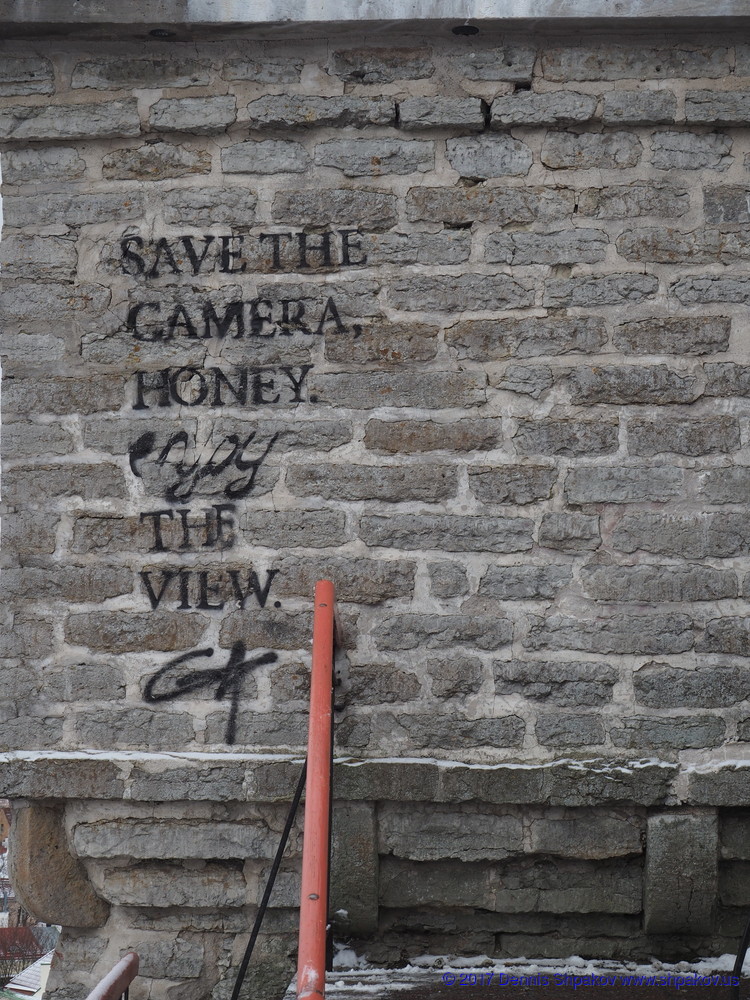 SAVE THE
CAMERA,
HONEY.
enjoy
THE
VIEW.
© 2017 Dennis Shpakov www.shpakov.us